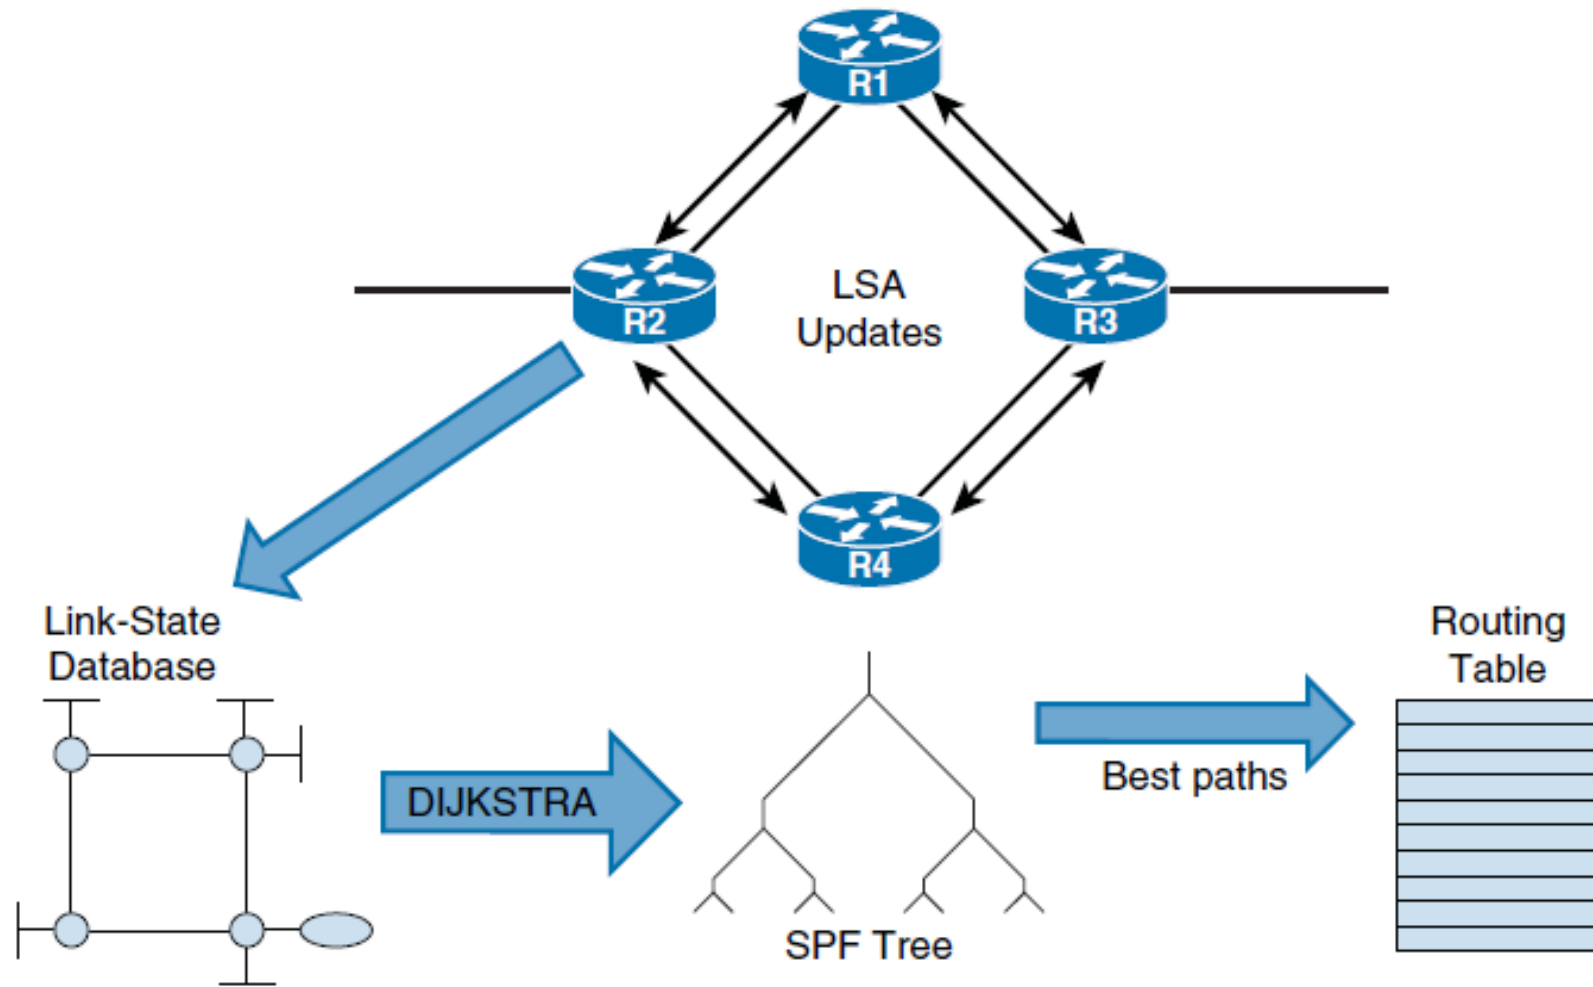 R1
LSA
Updates
R2
R3
R4
Link-State
Database
Routing
Table
DIJKSTRA
Best paths
SPF Tree